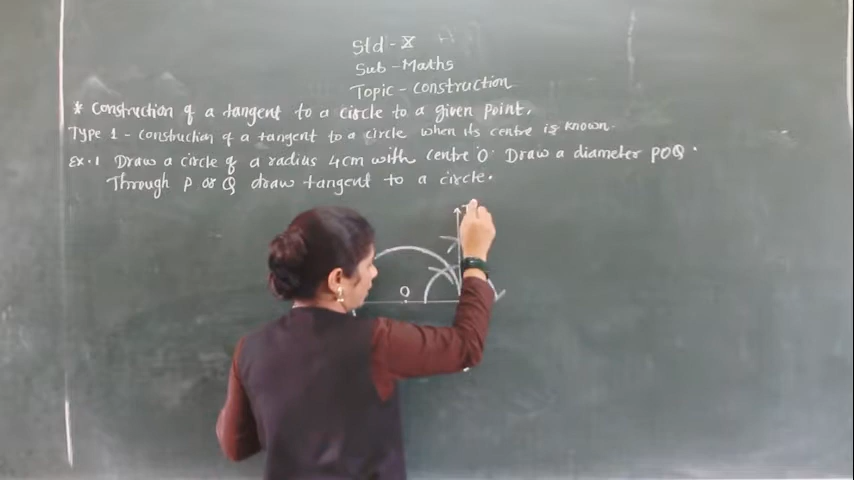 Std - X
Sub - Maths
Topic - Construction
* Construction of a tangent to a circle to a given point.
Type 1 - Construction of a tangent to a circle when its centre is known.
Ex. 1 Draw a circle of a radius 4cm with centre 'O'. Draw a diameter POQ.
Through P or Q draw tangent to a circle.
O